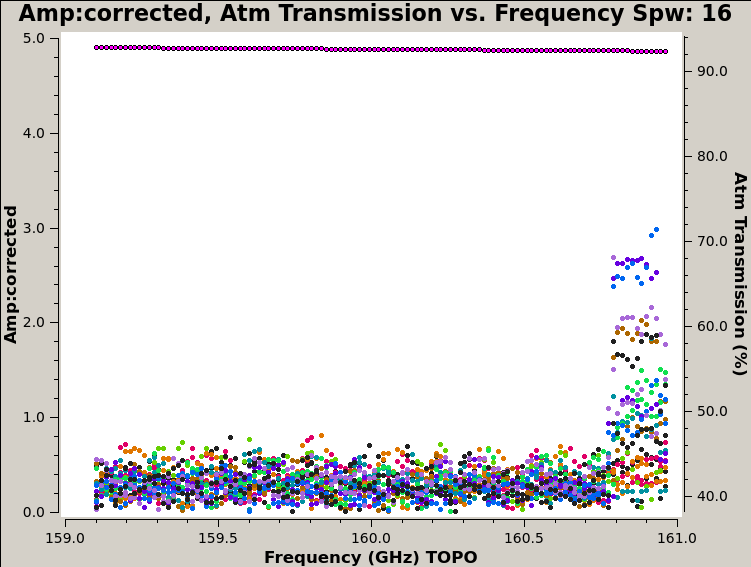 Amp:corrected, Atm Transmission vs. Frequency Spw: 16
5.0
4.0
3.0
2.0
1.0
0.0
Amp:corrected
90.0
80.0
70.0
60.0
50.0
40.0
Atm Transmission (%)
159.0 159.5 160.0 160.5 161.0
Frequency (GHz) TOPO